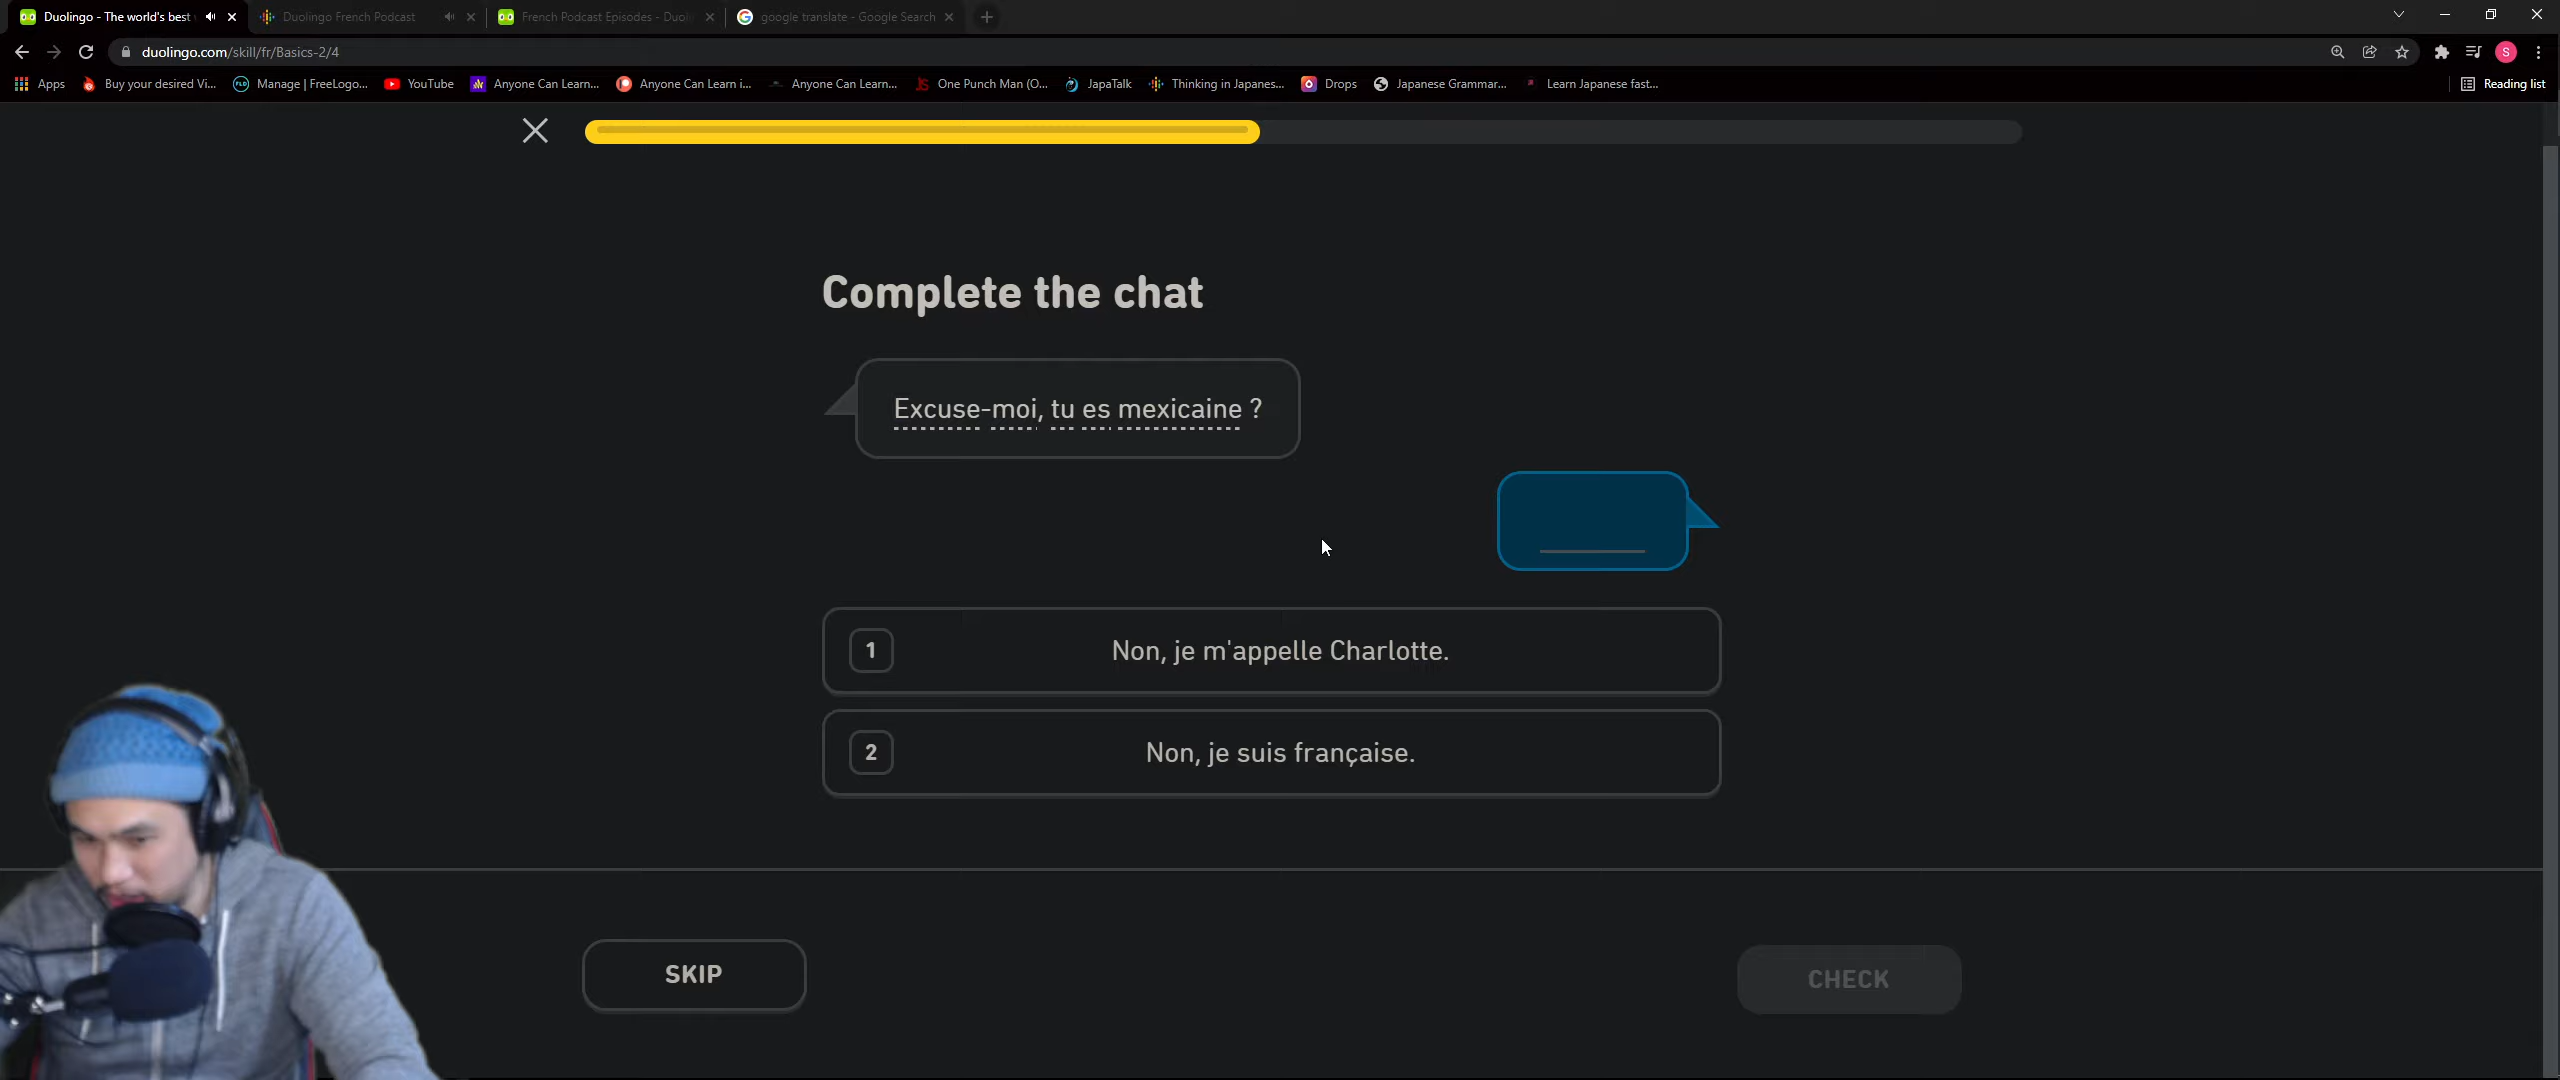 Duolingo - The world's best
Duolingo French Podcast
French Podcast Episodes - Duoli
google translate - Google Search
duolingo.com/skill/fr/Basics-2/4
S
Apps
Buy your desired Vi...
FLD
Manage | FreeLogo...
YouTube
Anyone Can Learn...
Anyone Can Learn i...
Anyone Can Learn...
One Punch Man (O...
JapaTalk
Thinking in Japanes...
Drops
Japanese Grammar...
Learn Japanese fast...
Reading list
Complete the chat
Excuse-moi, tu es mexicaine ?
1 Non, je m'appelle Charlotte.
2 Non, je suis française.
SKIP
CHECK